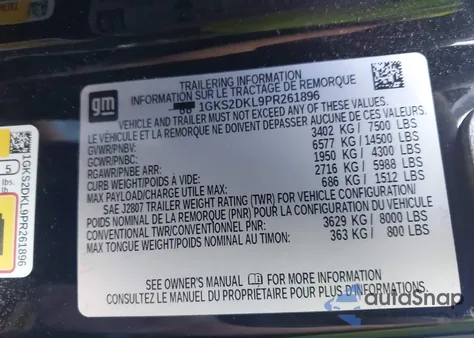 TRAILERING INFORMATION
INFORMATION SUR LE TRACTAGE DE REMORQUE
gm
1GKS2DKL9PR261896
VEHICLE AND TRAILER MUST NOT EXCEED ANY OF THESE:
LE VÉHICULE ET LA REMORQUE NE DOIVENT PAS DÉPASSER CES LIMITES:
GVWR/PNBV: 3402 KG / 7500 LBS
GCWR/PNBC: 6577 KG / 14500 LBS
RGAWR/PNBE ARR: 1950 KG / 4300 LBS
CURB WEIGHT/POIDS À VIDE: 2716 KG / 5988 LBS
MAX PAYLOAD/CHARGE UTILE MAX: 686 KG / 1512 LBS
SAE J2807 TRAILER WEIGHT RATING (TWR) FOR VEHICLE CONFIGURATION/
POIDS NOMINAL DE LA REMORQUE (PNR) POUR LA CONFIGURATION DU VÉHICULE
CONVENTIONAL TWR/CONVENTIONNEL PNR: 3629 KG / 8000 LBS
MAX TONGUE WEIGHT/POIDS NOMINAL AU TIMON: 363 KG / 800 LBS
SEE OWNER'S MANUAL FOR MORE INFORMATION
CONSULTEZ LE MANUEL DU PROPRIÉTAIRE POUR PLUS D'INFORMATION
5
lbs.
1GKS2DKL9PR261896
autoSnap